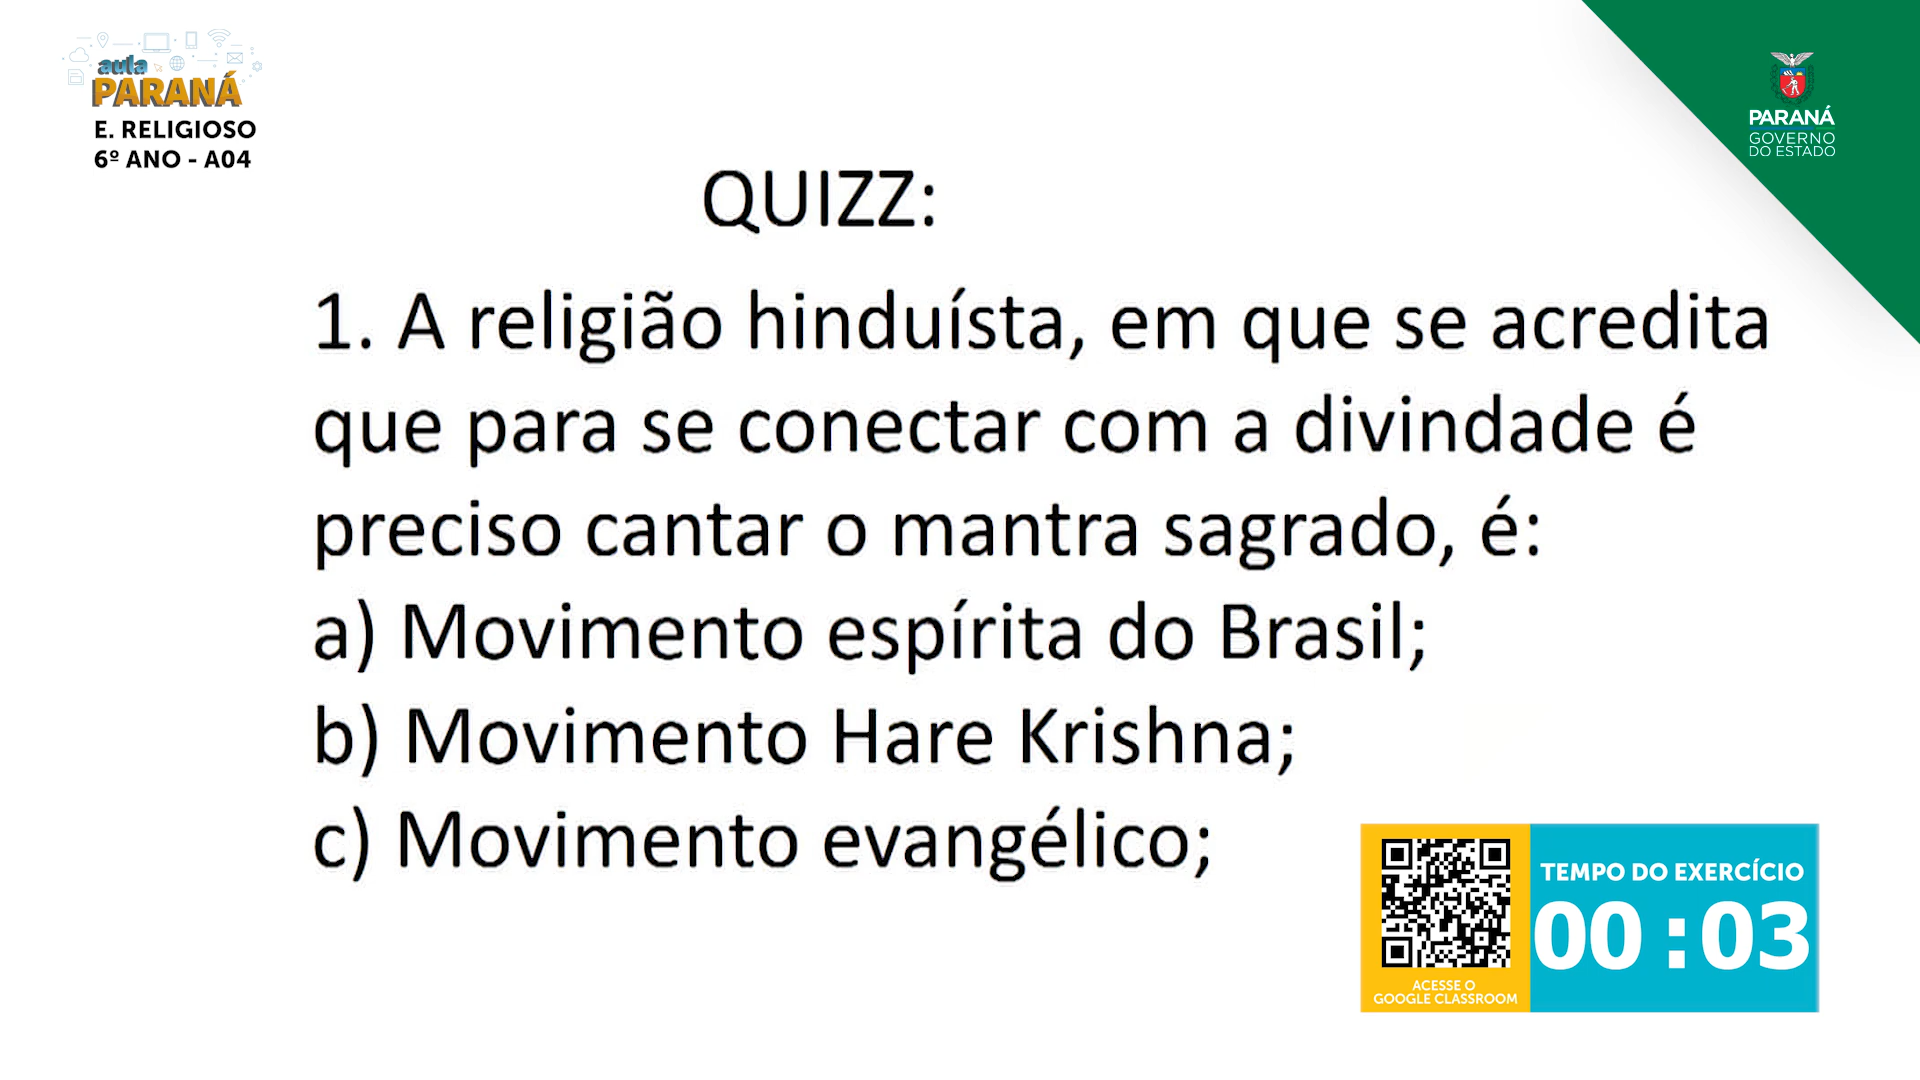 aula
PARANÁ
E. RELIGIOSO
6º ANO - A04
PARANÁ
GOVERNO
DO ESTADO
QUIZZ:
1. A religião hinduísta, em que se acredita
que para se conectar com a divindade é
preciso cantar o mantra sagrado, é:
a) Movimento espírita do Brasil;
b) Movimento Hare Krishna;
c) Movimento evangélico;
ACESSE O
GOOGLE CLASSROOM
TEMPO DO EXERCÍCIO
00:03